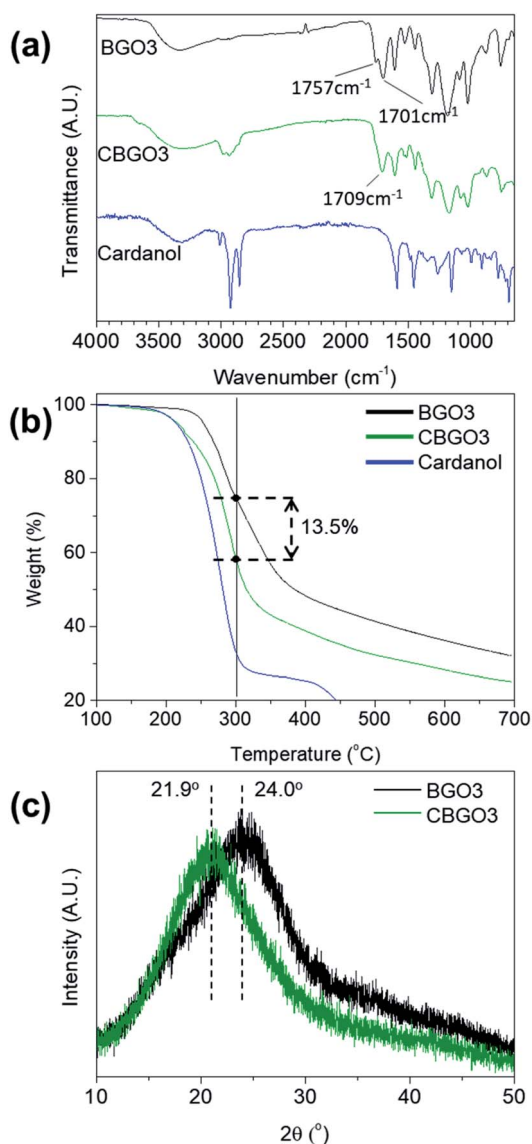 (a)
BGO3
1757cm⁻¹
1701cm⁻¹
CBGO3
1709cm⁻¹
Cardanol
Transmittance (A.U.)
4000 3500 3000 2500 2000 1500 1000
Wavenumber (cm⁻¹)
(b)
BGO3
CBGO3
Cardanol
13.5%
100
80
60
40
20
Weight (%)
100 200 300 400 500 600 700
Temperature (°C)
(c)
21.9° 24.0°
BGO3
CBGO3
Intensity (A.U.)
10 20 30 40 50
2θ (°)